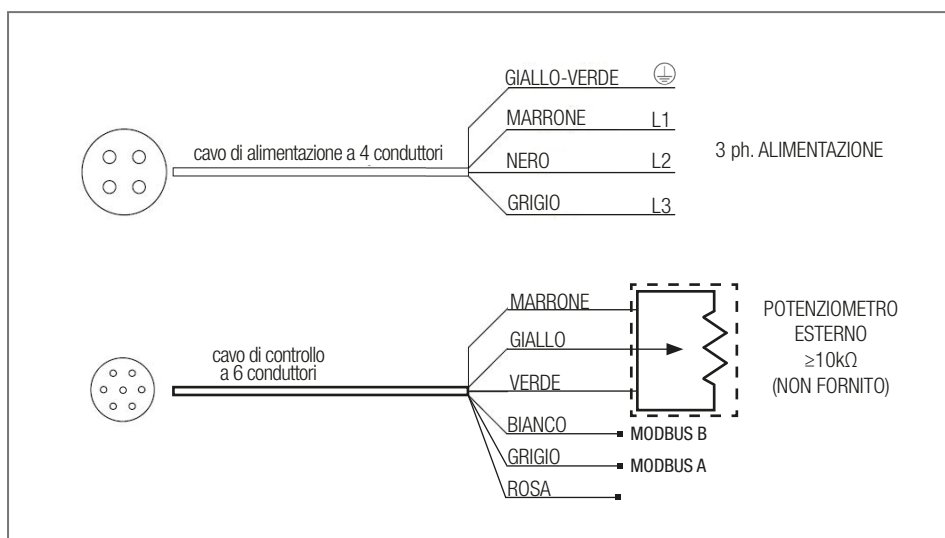 GIALLO-VERDE
MARRONE L1
cavo di alimentazione a 4 conduttori
3 ph. ALIMENTAZIONE
NERO L2
GRIGIO L3
MARRONE
POTENZIOMETRO
ESTERNO
≥10kΩ
(NON FORNITO)
GIALLO
cavo di controllo
a 6 conduttori
VERDE
BIANCO MODBUS B
GRIGIO MODBUS A
ROSA